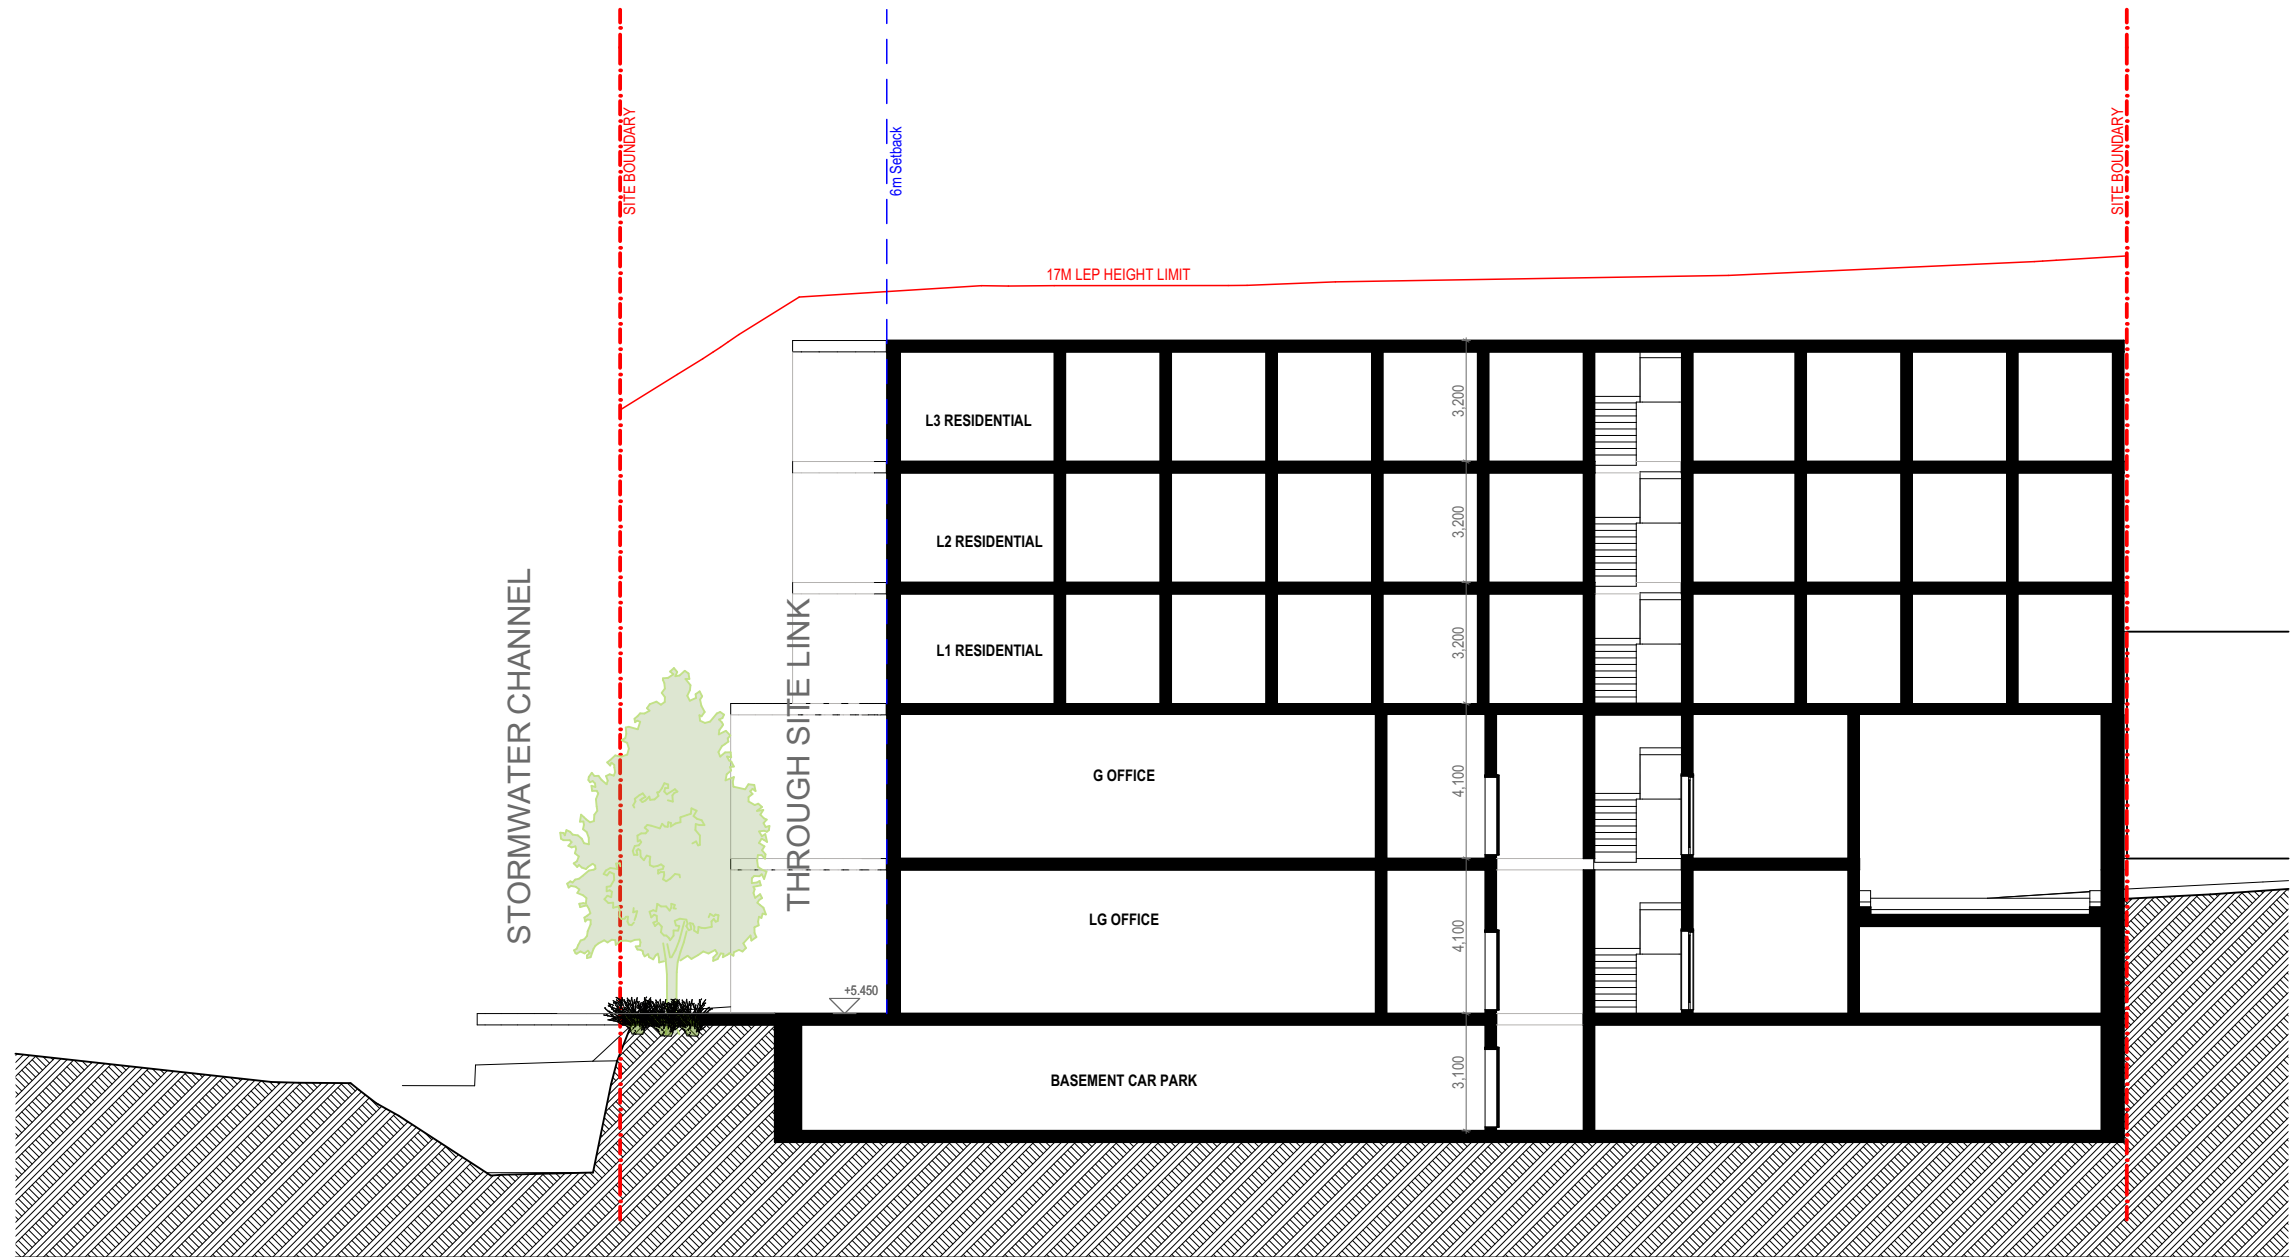 SITE BOUNDARY
6m Setback
SITE BOUNDARY
17M LEP HEIGHT LIMIT
L3 RESIDENTIAL
3,200
L2 RESIDENTIAL
3,200
STORMWATER CHANNEL
THROUGH SITE LINK
L1 RESIDENTIAL
3,200
G OFFICE
4,100
LG OFFICE
4,100
+5.450
BASEMENT CAR PARK
3,100